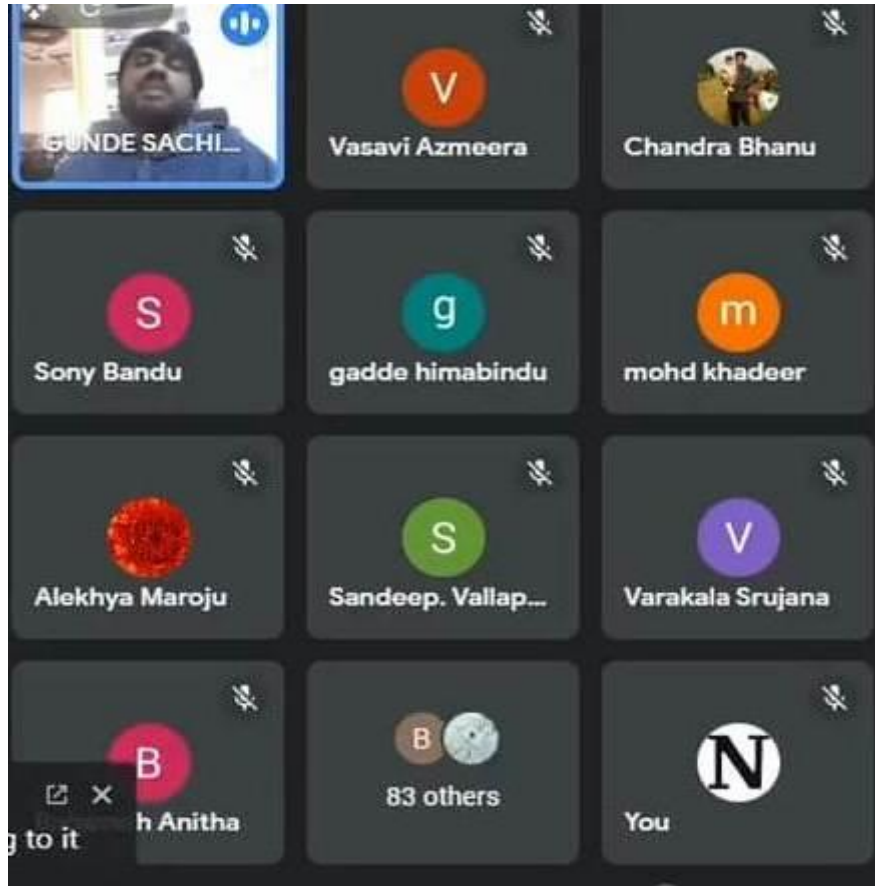 GUNDE SACHI...
V
Vasavi Azmeera
Chandra Bhanu
S
Sony Bandu
g
gadde himabindu
m
mohd khadeer
Alekhya Maroju
S
Sandeep. Vallap...
V
Varakala Srujana
B
h Anitha
to it
B
83 others
N
You